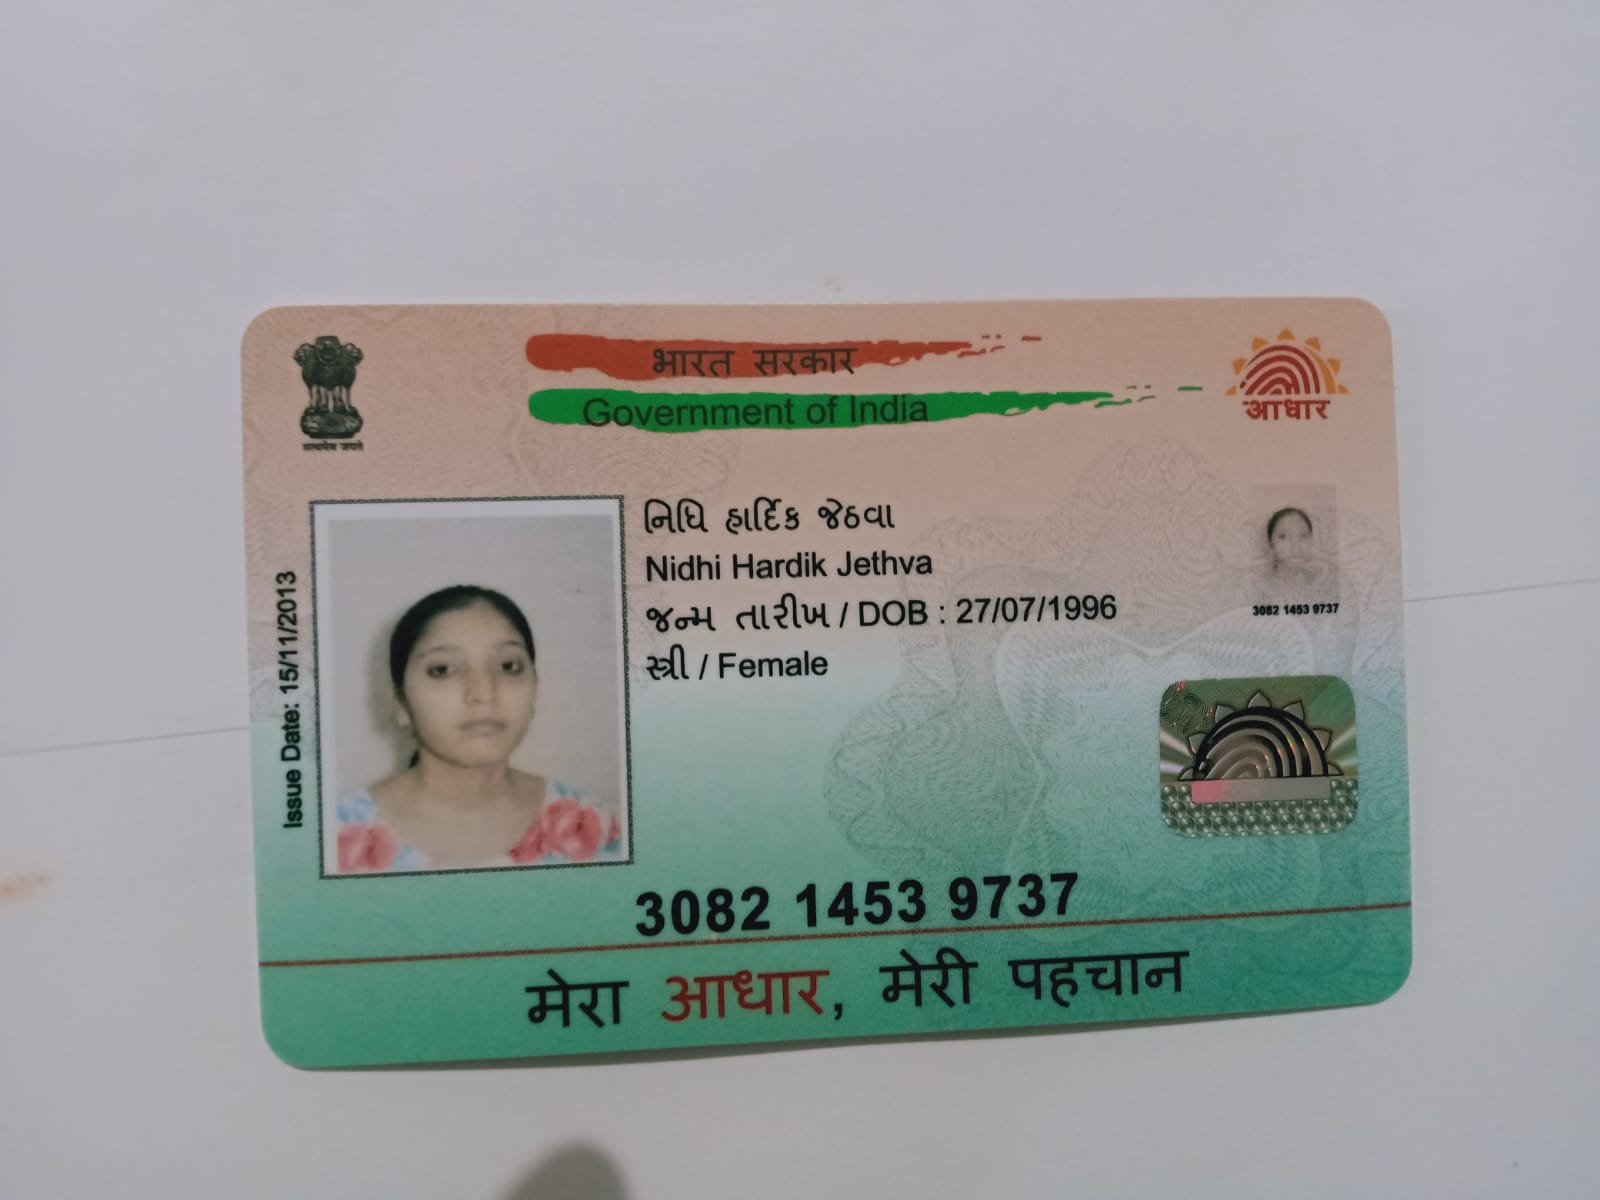 भारत सरकार
Government of India
सत्यमेव जयते
आधार
Issue Date: 15/11/2013
નિધિ હાર્દિક જેઠવા
Nidhi Hardik Jethva
જન્મ તારીખ / DOB : 27/07/1996
સ્ત્રી / Female
3082 1453 9737
3082 1453 9737
मेरा आधार, मेरी पहचान